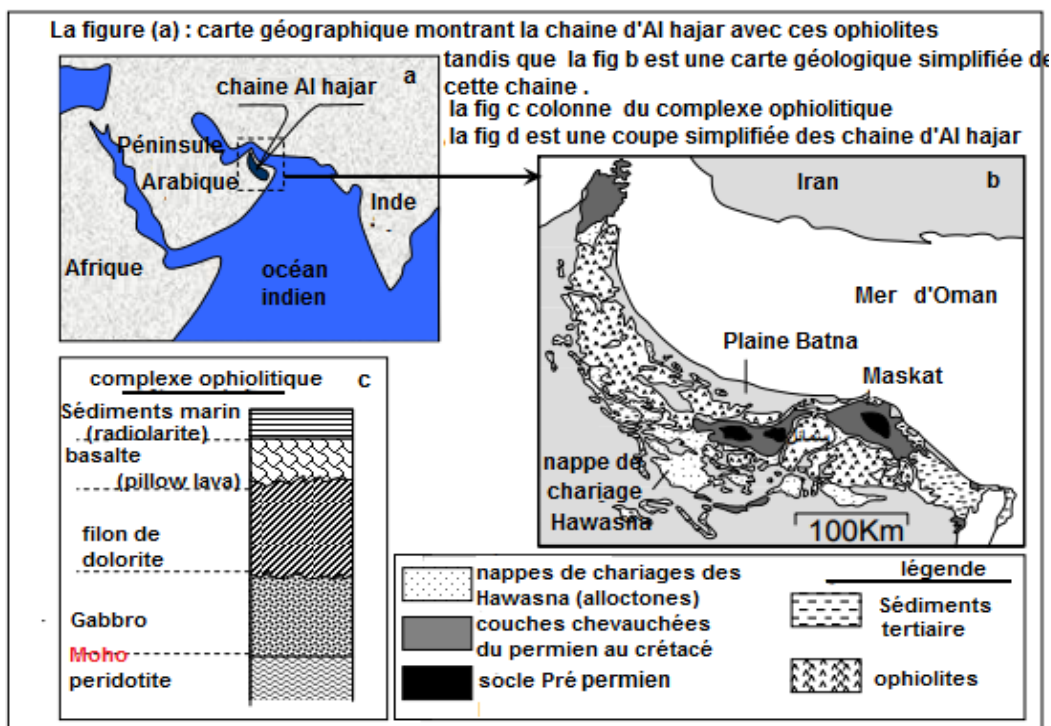 La figure (a) : carte géographique montrant la chaine d'Al hajar avec ces ophiolites
tandis que la fig b est une carte géologique simplifiée de
cette chaine .
la fig c colonne du complexe ophiolitique
la fig d est une coupe simplifiée des chaine d'Al hajar
a
chaine Al hajar
Péninsule
Arabique
Inde
Afrique
océan
indien
b
Iran
Mer d'Oman
Plaine Batna
Maskat
nappe de
chariage
Hawasna
100Km
complexe ophiolitique c
Sédiments marin
(radiolarite)
basalte
(pillow lava)
filon de
dolorite
Gabbro
Moho
peridotite
légende
nappes de chariages des
Hawasna (alloctones)
couches chevauchées
du permien au crétacé
socle Pré permien
Sédiments
tertiaire
ophiolites